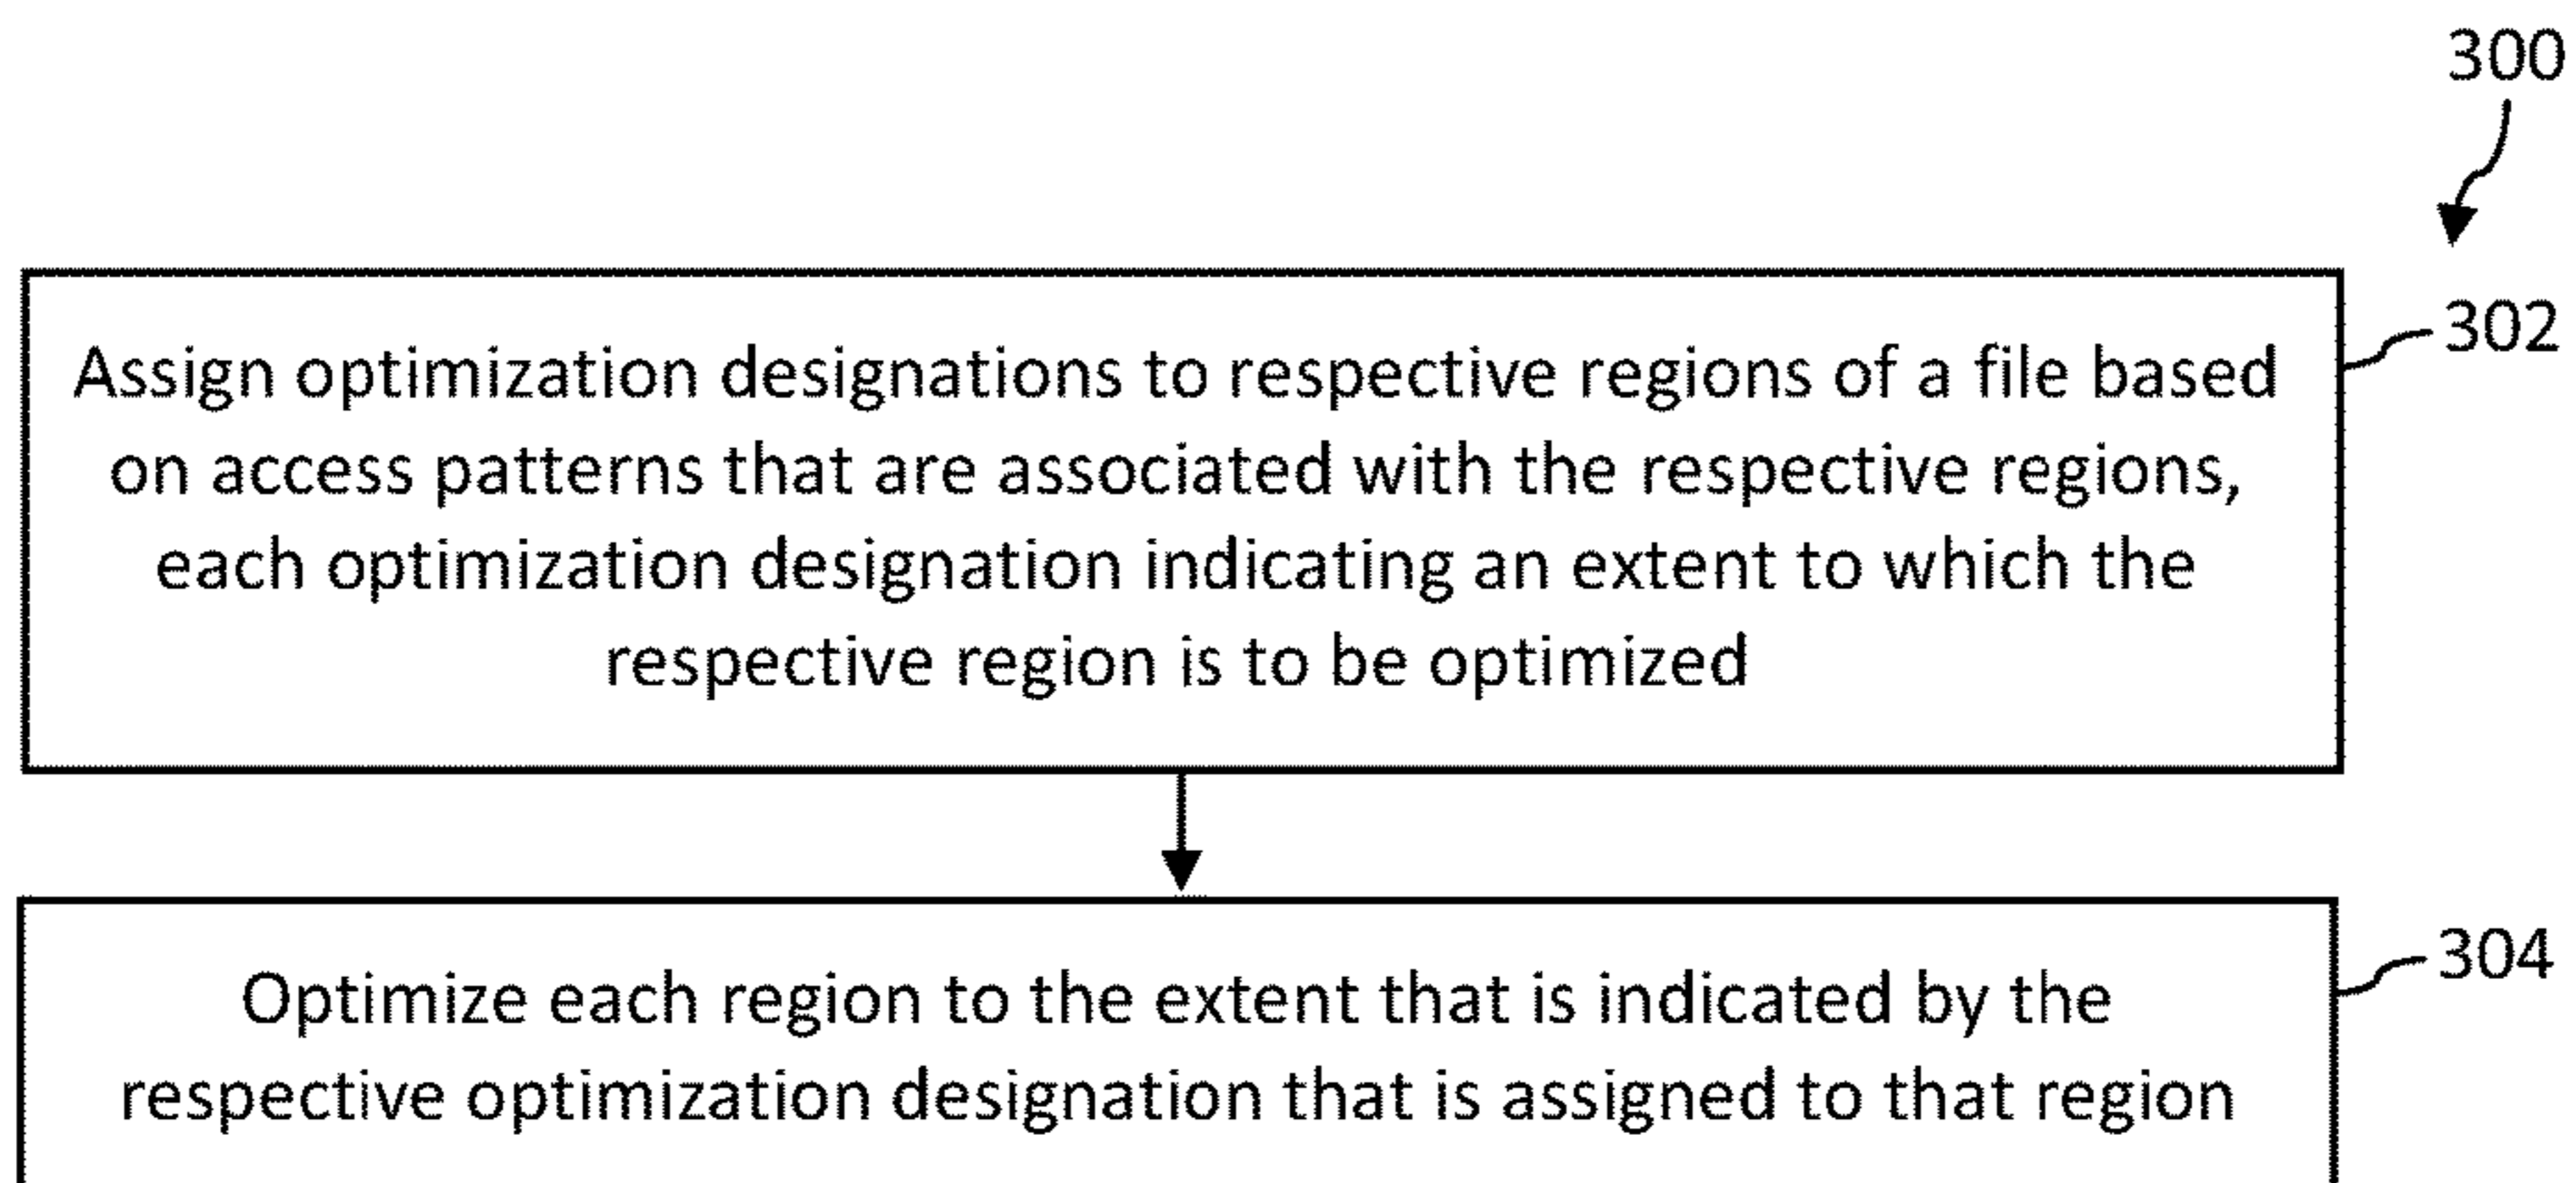 300
302
Assign optimization designations to respective regions of a file based
on access patterns that are associated with the respective regions,
each optimization designation indicating an extent to which the
respective region is to be optimized
304
Optimize each region to the extent that is indicated by the
respective optimization designation that is assigned to that region